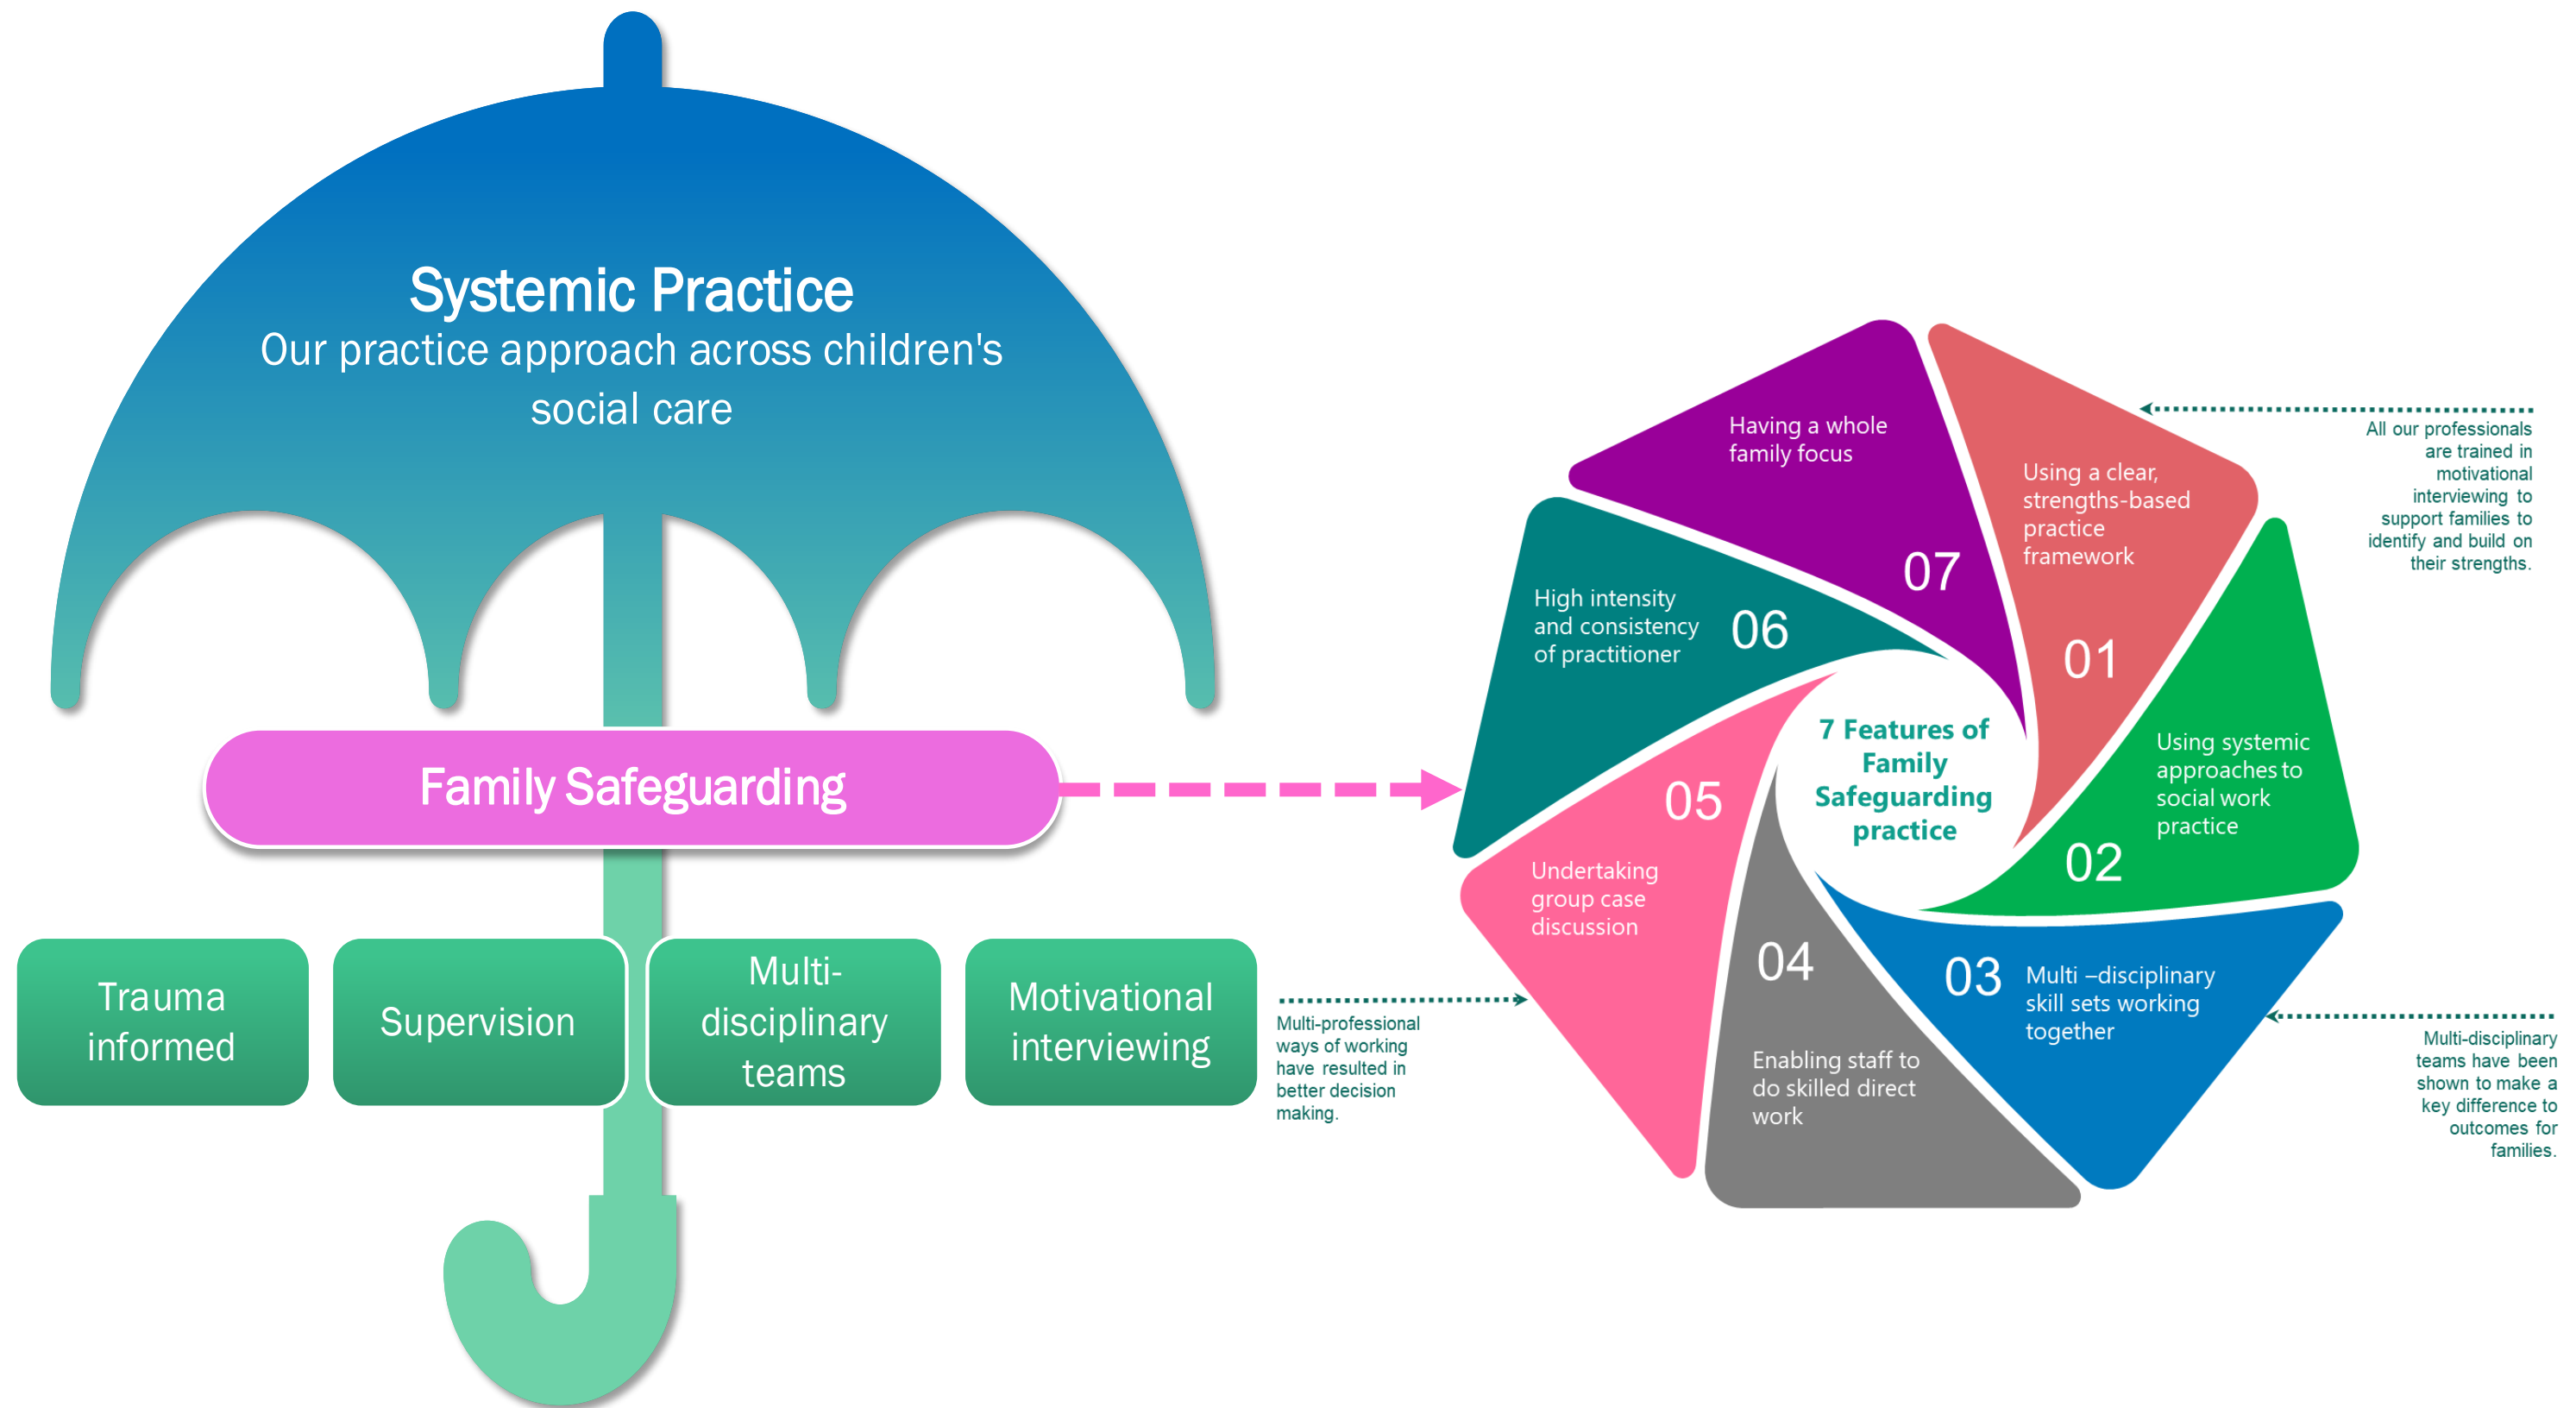 Systemic Practice
Our practice approach across children's
social care
Family Safeguarding
Trauma
informed
Supervision
Multi-
disciplinary
teams
Motivational
interviewing
7 Features of
Family
Safeguarding
practice
Using a clear,
strengths-based
practice
framework
01
All our professionals
are trained in
motivational
interviewing to
support families to
identify and build on
their strengths.
Using systemic
approaches to
social work
practice
02
03
Multi –disciplinary
skill sets working
together
Multi-disciplinary
teams have been
shown to make a
key difference to
outcomes for
families.
04
Enabling staff to
do skilled direct
work
05
Undertaking
group case
discussion
Multi-professional
ways of working
have resulted in
better decision
making.
High intensity
and consistency
of practitioner
06
Having a whole
family focus
07